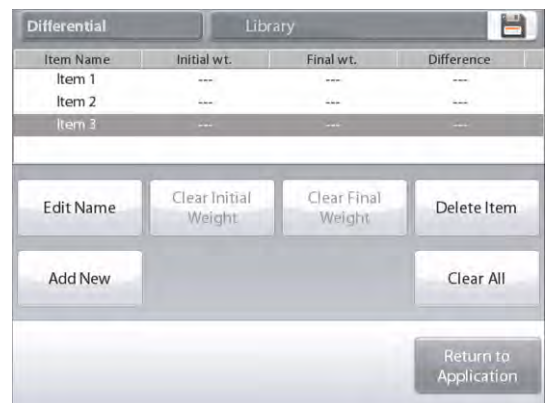 Differential Library
Item Name Initial wt. Final wt. Difference
Item 1 --- --- ---
Item 2 --- --- ---
Item 3 --- --- ---
Edit Name
Clear Initial
Weight
Clear Final
Weight
Delete Item
Add New
Clear All
Return to
Application